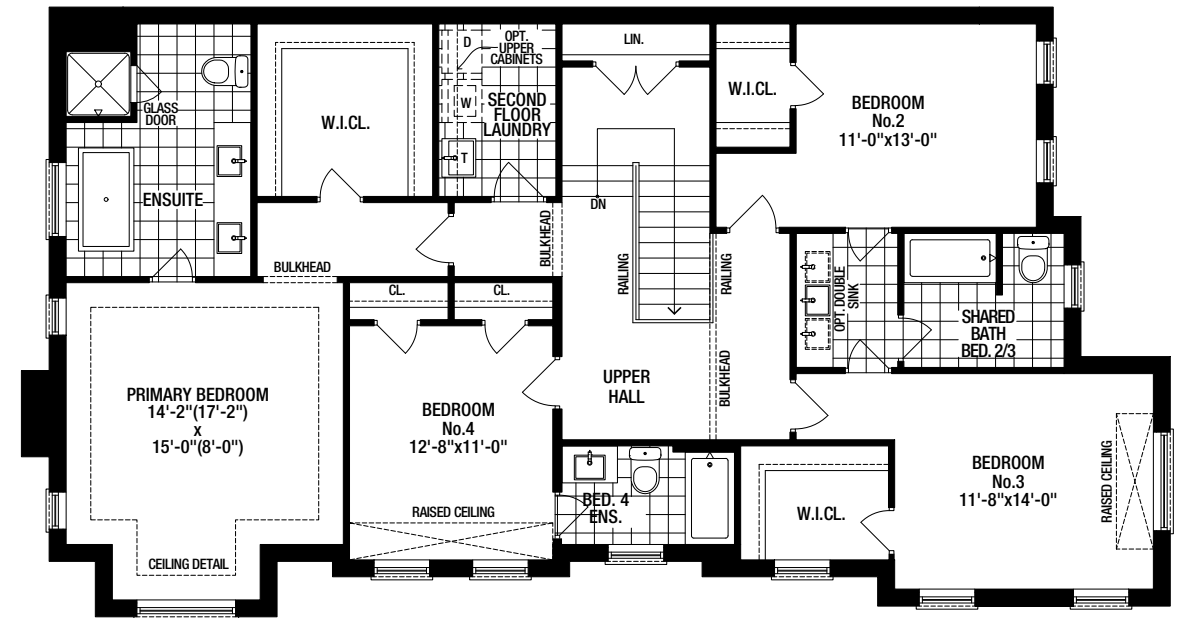 GLASS
DOOR
ENSUITE
W.I.CL.
D
OPT.
UPPER
CABINETS
W
SECOND
FLOOR
LAUNDRY
T
LIN.
W.I.CL.
BEDROOM
No.2
11'-0"x13'-0"
DN
BULKHEAD
BULKHEAD
RAILING
RAILING
OPT. DOUBLE
SINK
SHARED
BATH
BED. 2/3
CL.
CL.
PRIMARY BEDROOM
14'-2"(17'-2")
x
15'-0"(8'-0")
CEILING DETAIL
BEDROOM
No.4
12'-8"x11'-0"
RAISED CEILING
UPPER
HALL
BULKHEAD
BED. 4
ENS.
W.I.CL.
BEDROOM
No.3
11'-8"x14'-0"
RAISED CEILING